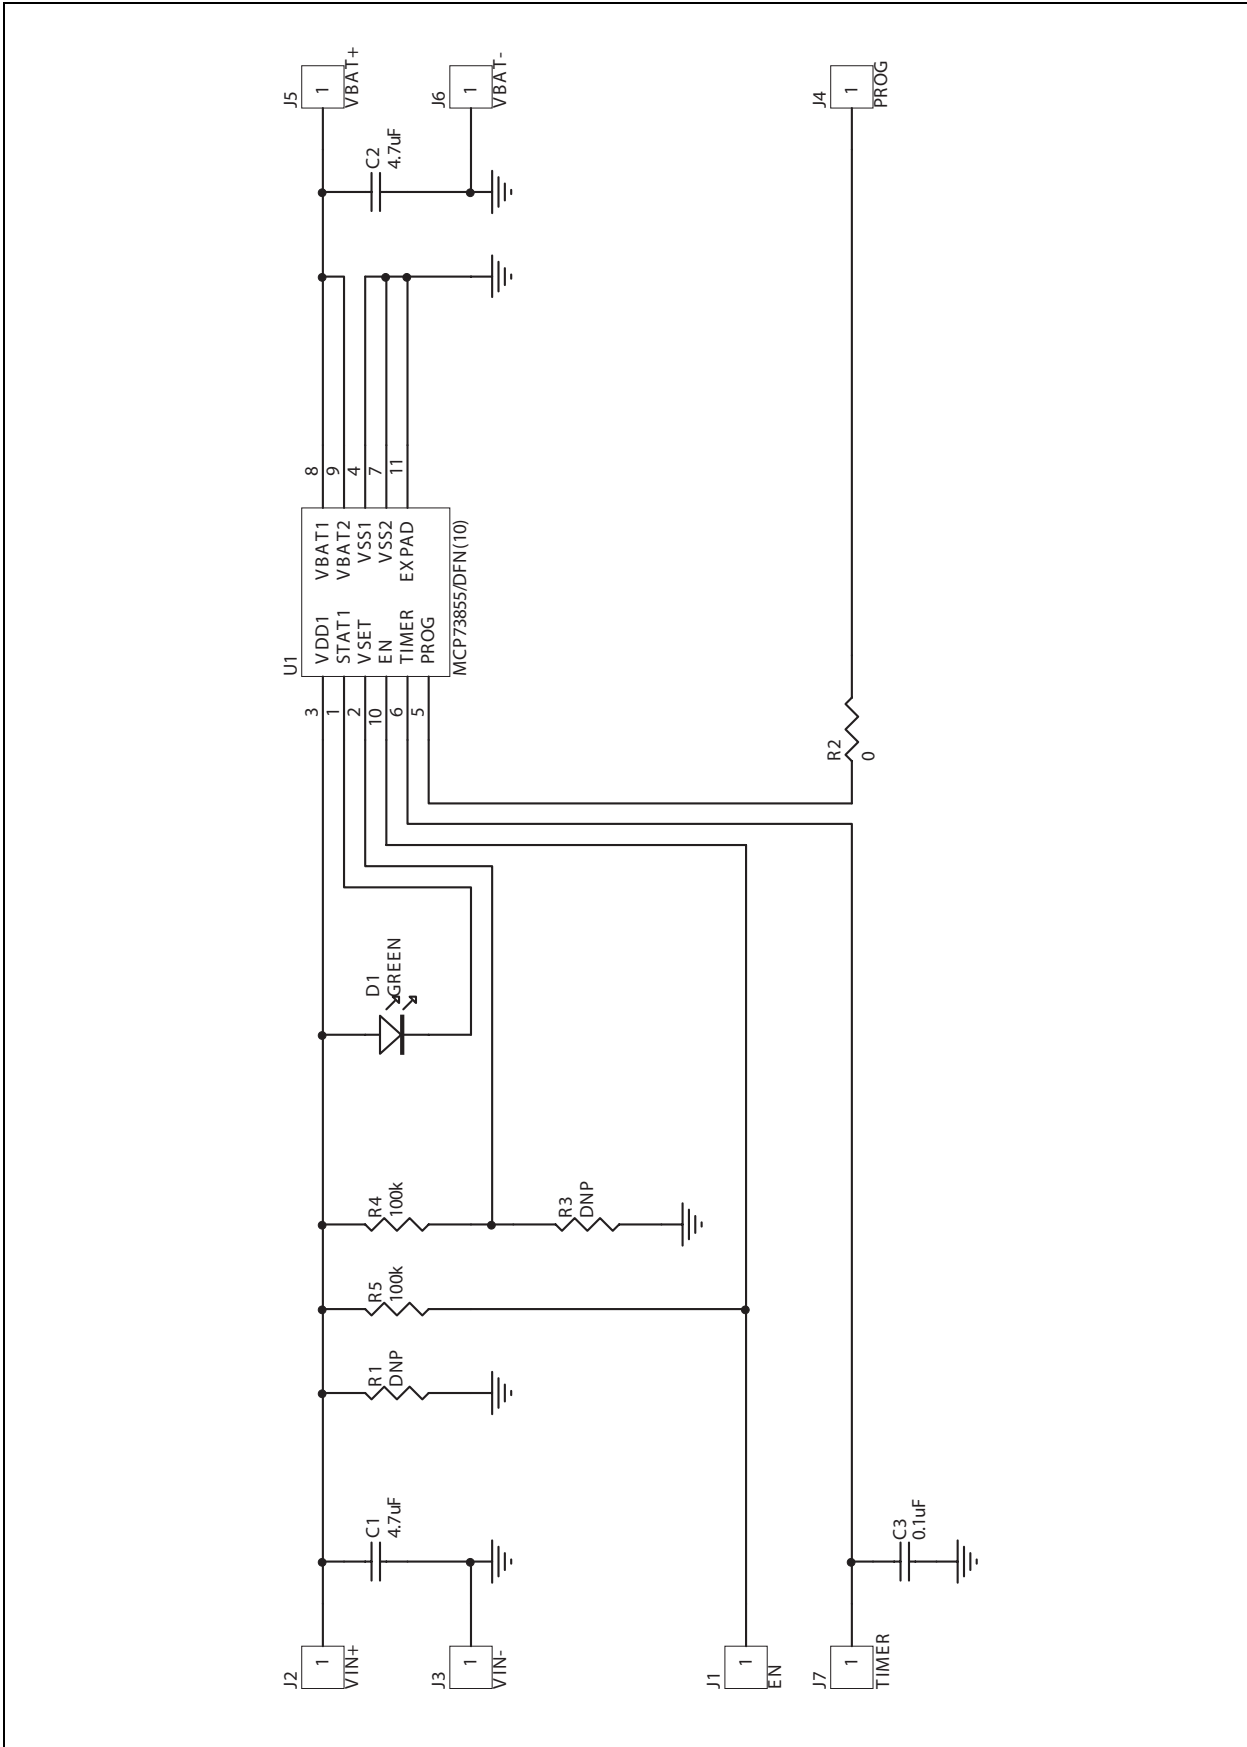 J2
1
VIN+
J3
1
VIN-
C1
4.7uF
R1
DNP
R5
100k
R4
100k
R3
DNP
D1
GREEN
J1
1
EN
J7
1
TIMER
C3
0.1uF
U1
3
1
2
10
6
5
VDD1
STAT1
VSET
EN
TIMER
PROG
VBAT1
VBAT2
VSS1
VSS2
EXPAD
MCP73855/DFN(10)
8
9
4
7
11
R2
0
C2
4.7uF
J5
1
VBAT+
J6
1
VBAT-
J4
1
PROG